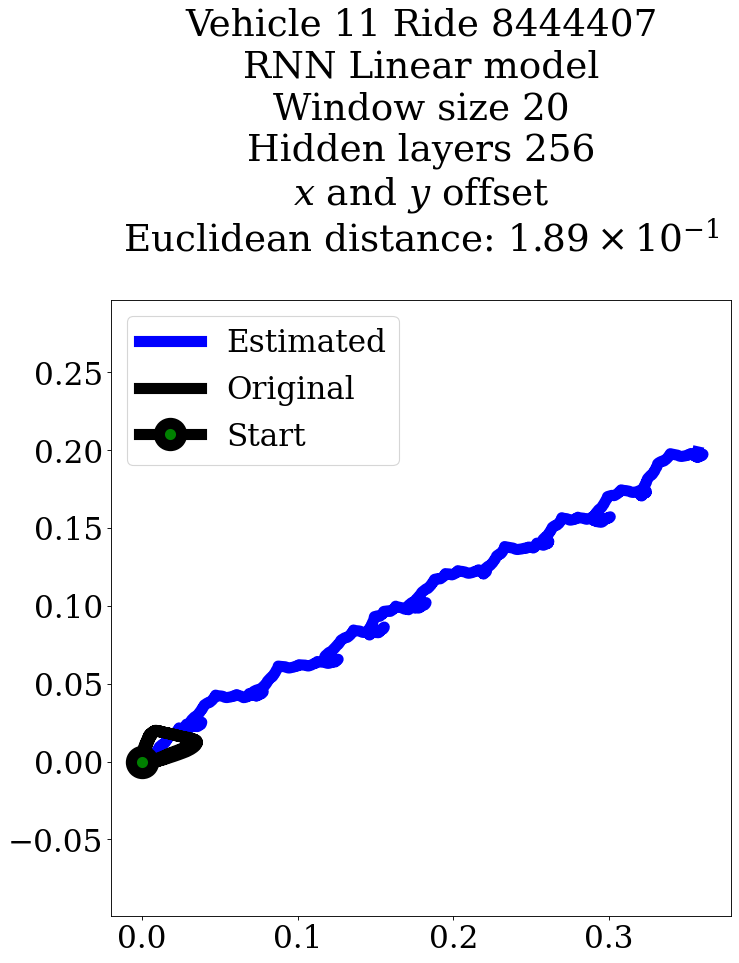 Vehicle 11 Ride 8444407
RNN Linear model
Window size 20
Hidden layers 256
x and y offset
Euclidean distance: 1.89 × 10⁻¹
Estimated
Original
Start
0.25
0.20
0.15
0.10
0.05
0.00
−0.05
0.0 0.1 0.2 0.3